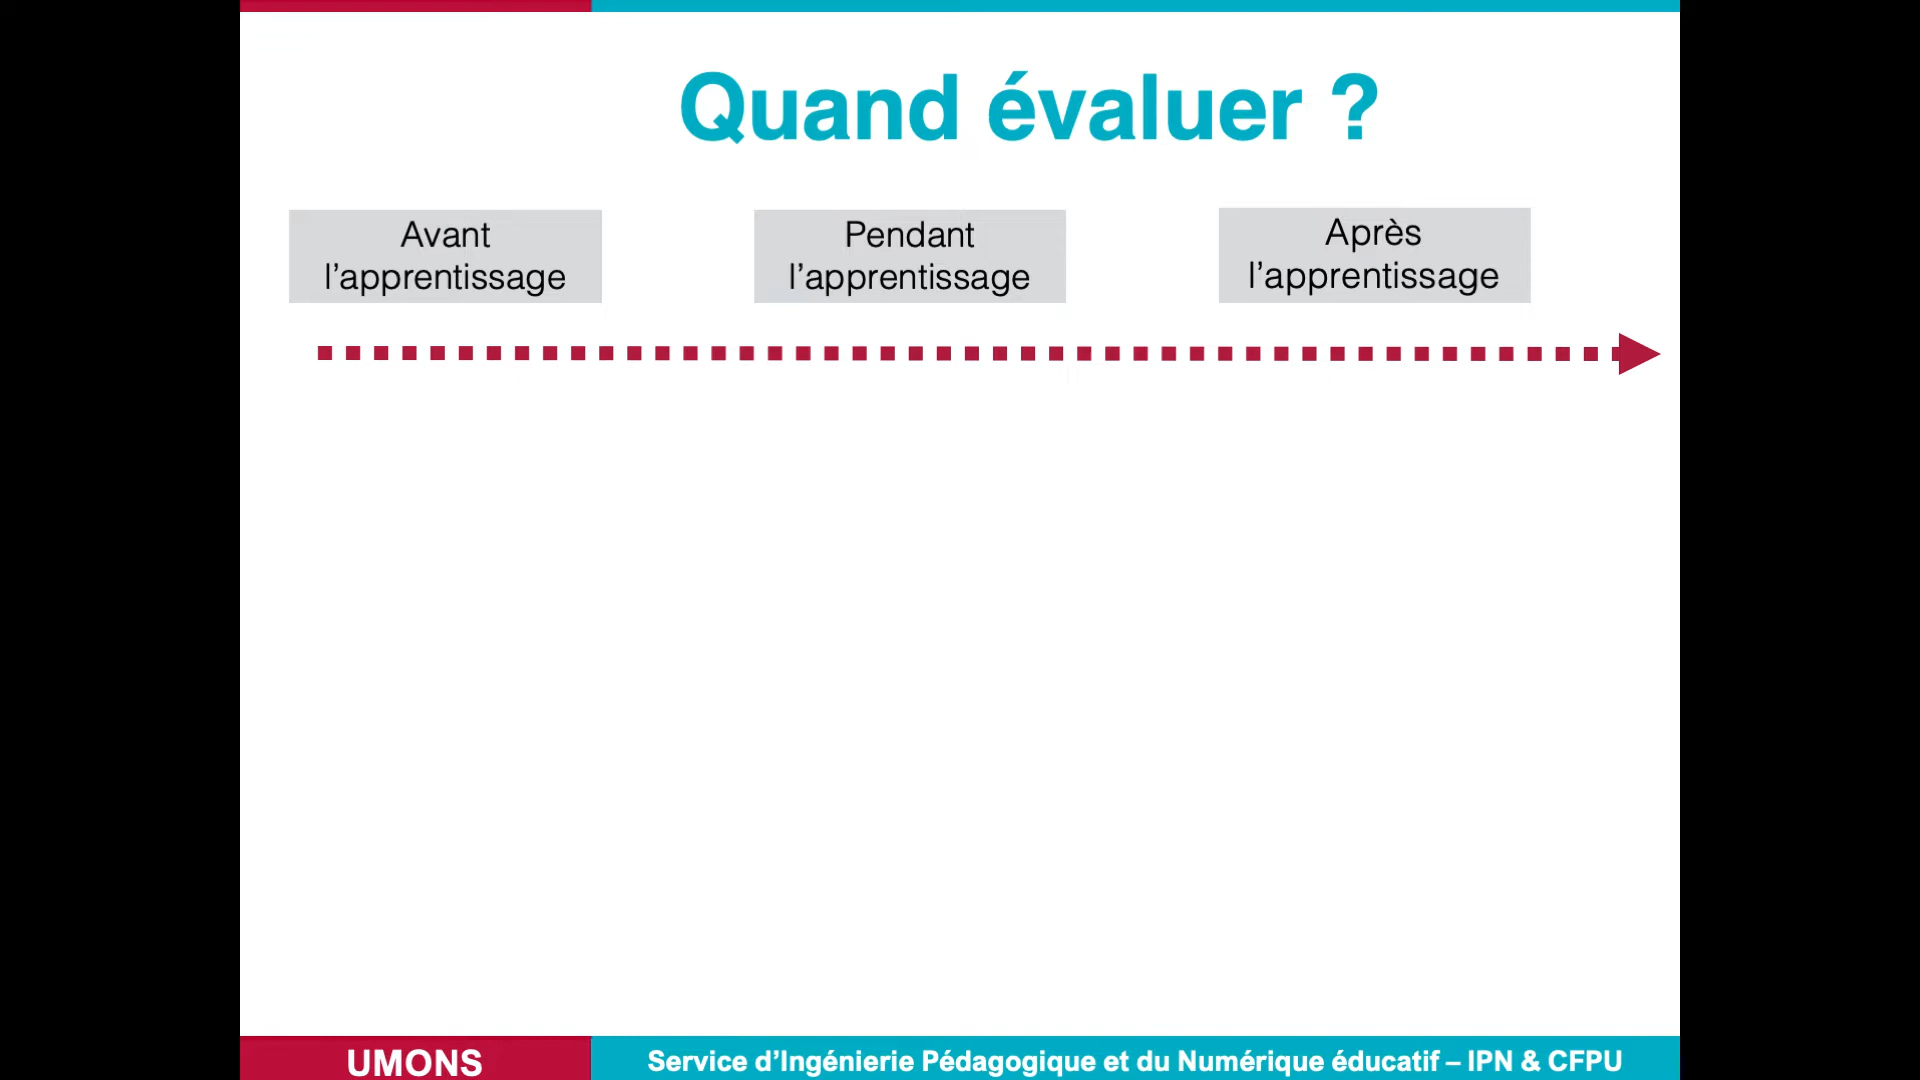 Quand évaluer ?
Avant
l’apprentissage
Pendant
l’apprentissage
Après
l’apprentissage
UMONS
Service d’Ingénierie Pédagogique et du Numérique éducatif – IPN & CFPU